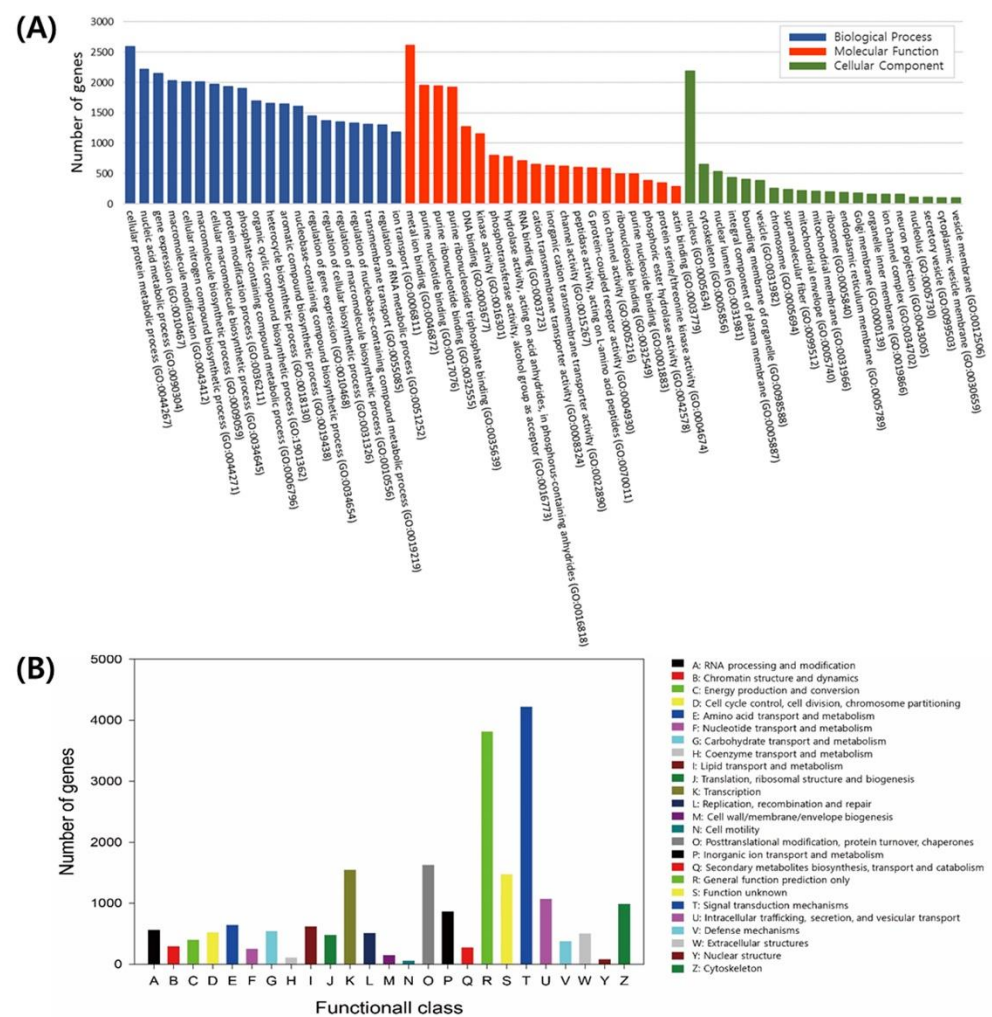 (A)
3000
2500
2000
1500
1000
500
0
Number of genes
Biological Process
Molecular Function
Cellular Component
cellular protein metabolic process (GO:0044267)
nucleic acid metabolic process (GO:0090304)
gene expression (GO:0010467)
macromolecule modification (GO:0043412)
cellular nitrogen compound biosynthetic process (GO:0044271)
macromolecule biosynthetic process (GO:0009059)
cellular macromolecule biosynthetic process (GO:0034645)
protein modification process (GO:0036211)
phosphate-containing compound metabolic process (GO:0006796)
organic cyclic compound biosynthetic process (GO:1901362)
heterocycle biosynthetic process (GO:0018130)
aromatic compound biosynthetic process (GO:0019438)
nucleobase-containing compound biosynthetic process (GO:0034654)
regulation of gene expression (GO:0010468)
regulation of cellular biosynthetic process (GO:0031326)
regulation of macromolecule biosynthetic process (GO:0010556)
regulation of nucleobase-containing compound metabolic process (GO:0019219)
transmembrane transport (GO:0055085)
regulation of RNA metabolic process (GO:0051252)
ion transport (GO:0006811)
metal ion binding (GO:0046872)
purine nucleotide binding (GO:0017076)
purine ribonucleotide binding (GO:0032555)
purine ribonucleoside triphosphate binding (GO:0035639)
DNA binding (GO:0003677)
kinase activity (GO:0016301)
phosphotransferase activity, alcohol group as acceptor (GO:0016773)
hydrolase activity, acting on acid anhydrides, in phosphorus-containing anhydrides (GO:0016818)
RNA binding (GO:0003723)
cation transmembrane transporter activity (GO:0008324)
inorganic cation transmembrane transporter activity (GO:0022890)
channel activity (GO:0015267)
peptidase activity, acting on L-amino acid peptides (GO:0070011)
G protein-coupled receptor activity (GO:0004930)
ion channel activity (GO:0005216)
ribonucleoside binding (GO:0032549)
purine nucleoside binding (GO:0001883)
phosphoric ester hydrolase activity (GO:0042578)
protein serine/threonine kinase activity (GO:0004674)
actin binding (GO:0003779)
nucleus (GO:0005634)
cytoskeleton (GO:0005856)
nuclear lumen (GO:0031981)
integral component of plasma membrane (GO:0005887)
bounding membrane of organelle (GO:0098588)
vesicle (GO:0031982)
chromosome (GO:0005694)
supramolecular fiber (GO:0099512)
mitochondrial envelope (GO:0005740)
mitochondrial membrane (GO:0031966)
ribosome (GO:0005840)
endoplasmic reticulum membrane (GO:0005789)
Golgi membrane (GO:0000139)
organelle inner membrane (GO:0019866)
ion channel complex (GO:0034702)
neuron projection (GO:0043005)
nucleolus (GO:0005730)
secretory vesicle (GO:0099503)
cytoplasmic vesicle membrane (GO:0030659)
vesicle membrane (GO:0012506)
(B)
5000
4000
3000
2000
1000
0
Number of genes
A B C D E F G H I J K L M N O P Q R S T U V W Y Z
Functionall class
A: RNA processing and modification
B: Chromatin structure and dynamics
C: Energy production and conversion
D: Cell cycle control, cell division, chromosome partitioning
E: Amino acid transport and metabolism
F: Nucleotide transport and metabolism
G: Carbohydrate transport and metabolism
H: Coenzyme transport and metabolism
I: Lipid transport and metabolism
J: Translation, ribosomal structure and biogenesis
K: Transcription
L: Replication, recombination and repair
M: Cell wall/membrane/envelope biogenesis
N: Cell motility
O: Posttranslational modification, protein turnover, chaperones
P: Inorganic ion transport and metabolism
Q: Secondary metabolites biosynthesis, transport and catabolism
R: General function prediction only
S: Function unknown
T: Signal transduction mechanisms
U: Intracellular trafficking, secretion, and vesicular transport
V: Defense mechanisms
W: Extracellular structures
Y: Nuclear structure
Z: Cytoskeleton